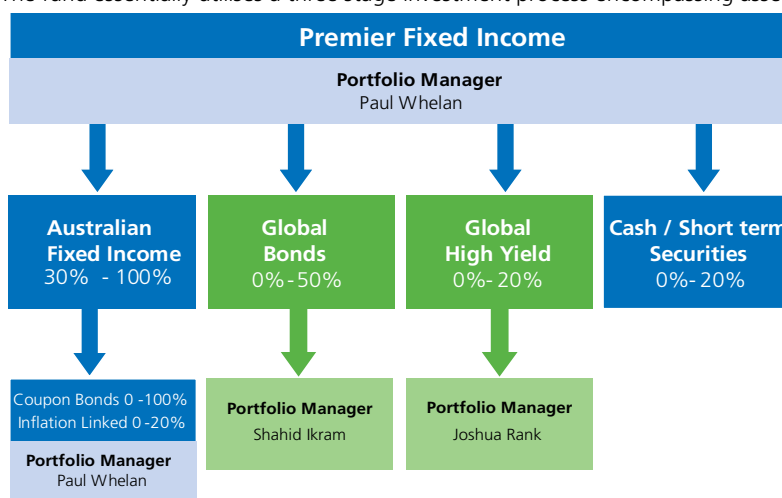 Premier Fixed Income
Portfolio Manager
Paul Whelan
Australian
Fixed Income
30% - 100%
Global
Bonds
0%-50%
Global
High Yield
0%- 20%
Cash / Short term
Securities
0%- 20%
Coupon Bonds 0 -100%
Inflation Linked 0 -20%
Portfolio Manager
Paul Whelan
Portfolio Manager
Shahid Ikram
Portfolio Manager
Joshua Rank